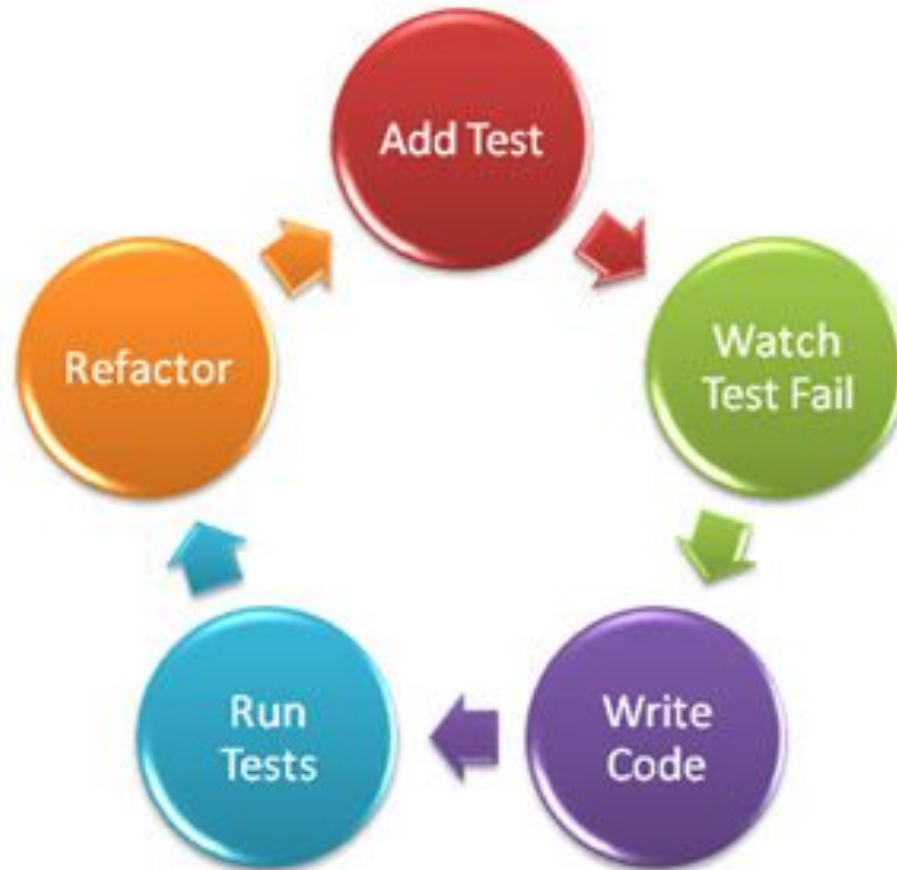 Add Test
Watch
Test Fail
Write
Code
Run
Tests
Refactor